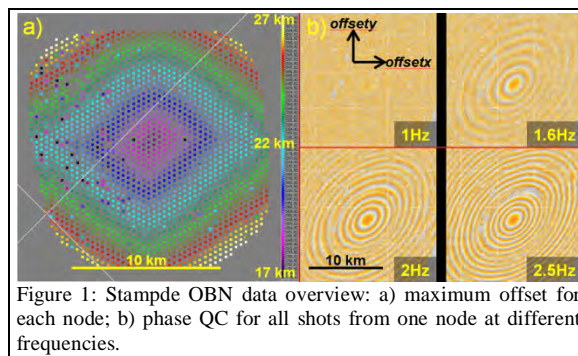 a)
27 km
22 km
17 km
10 km
b)
offsety
offsetx
1Hz
1.6Hz
10 km
2Hz
2.5Hz
Figure 1: Stampde OBN data overview: a) maximum offset for
each node; b) phase QC for all shots from one node at different
frequencies.